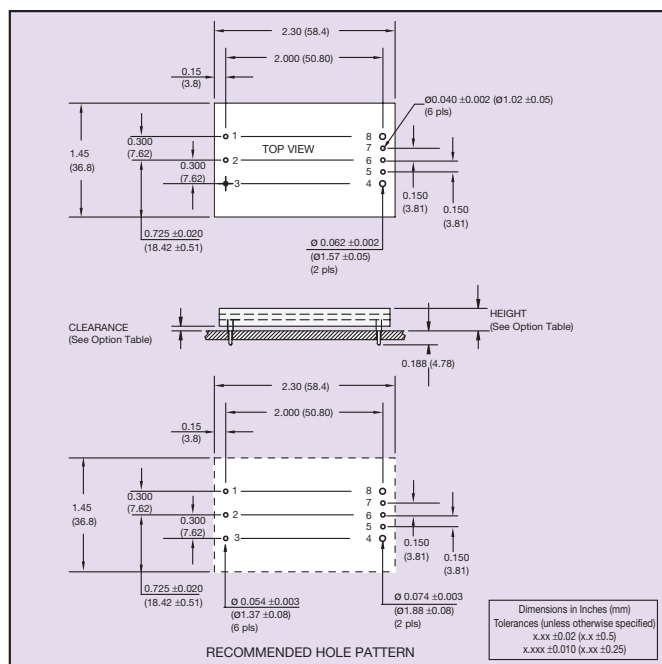 2.30 (58.4)
2.000 (50.80)
0.15
(3.8)
Ø0.040 ±0.002 (Ø1.02 ±0.05)
(6 pls)
1
8
7
0.300
(7.62)
TOP VIEW
1.45
(36.8)
2
6
0.300
(7.62)
5
3
4
0.150
(3.81)
0.150
(3.81)
0.725 ±0.020
(18.42 ±0.51)
Ø 0.062 ±0.002
(Ø1.57 ±0.05)
(2 pls)
CLEARANCE
(See Option Table)
HEIGHT
(See Option Table)
0.188 (4.78)
2.30 (58.4)
2.000 (50.80)
0.15
(3.8)
1
8
7
0.300
(7.62)
1.45
(36.8)
2
6
0.300
(7.62)
5
3
4
0.150
(3.81)
0.150
(3.81)
0.725 ±0.020
(18.42 ±0.51)
Ø 0.054 ±0.003
(Ø1.37 ±0.08)
(6 pls)
Ø 0.074 ±0.003
(Ø1.88 ±0.08)
(2 pls)
RECOMMENDED HOLE PATTERN
Dimensions in Inches (mm)
Tolerances (unless otherwise specified)
x.xx ±0.02 (x.x ±0.5)
x.xxx ±0.010 (x.xx ±0.25)